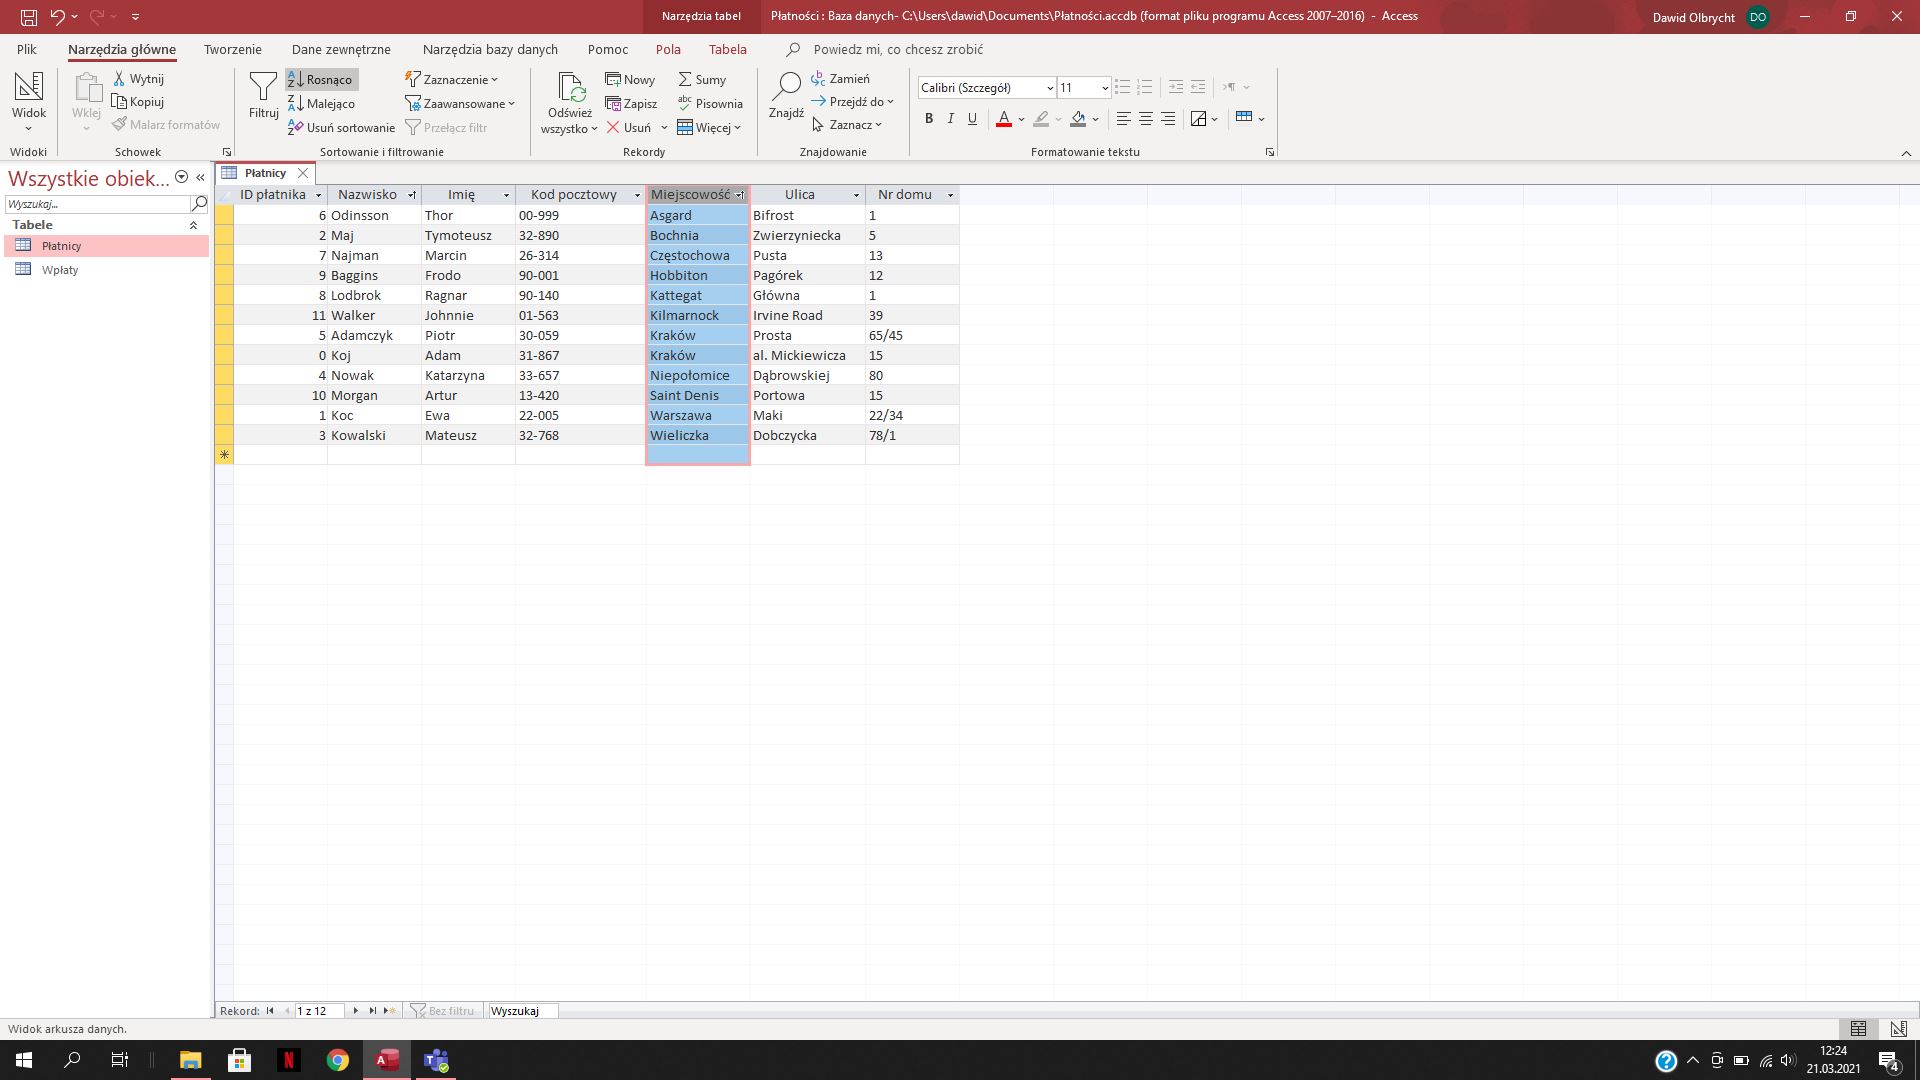 Narzędzia tabel
Płatności : Baza danych- C:\Users\dawid\Documents\Płatności.accdb (format pliku programu Access 2007–2016) - Access
Dawid Olbrycht DO
Plik Narzędzia główne Tworzenie Dane zewnętrzne Narzędzia bazy danych Pomoc Pola Tabela Powiedz mi, co chcesz zrobić
Widok
Widoki
Wklej
Wytnij
Kopiuj
Malarz formatów
Schowek
Filtruj
Rosnąco
Malejąco
Usuń sortowanie
Zaznaczenie
Zaawansowane
Przełącz filtr
Sortowanie i filtrowanie
Odśwież
wszystko
Nowy
Zapisz
Usuń
Sumy
Pisownia
Więcej
Rekordy
Znajdź
Zamień
Przejdź do
Zaznacz
Znajdowanie
Calibri (Szczegół) 11
B I U A
Formatowanie tekstu
Wszystkie obiek...
Wyszukaj...
Tabele
Płatnicy
Wpłaty
Płatnicy
ID płatnika Nazwisko Imię Kod pocztowy Miejscowość Ulica Nr domu
6 Odinsson Thor 00-999 Asgard Bifrost 1
2 Maj Tymoteusz 32-890 Bochnia Zwierzyniecka 5
7 Najman Marcin 26-314 Częstochowa Pusta 13
9 Baggins Frodo 90-001 Hobbiton Pagórek 12
8 Lodbrok Ragnar 90-140 Kattegat Główna 1
11 Walker Johnnie 01-563 Kilmarnock Irvine Road 39
5 Adamczyk Piotr 30-059 Kraków Prosta 65/45
0 Koj Adam 31-867 Kraków al. Mickiewicza 15
4 Nowak Katarzyna 33-657 Niepołomice Dąbrowskiej 80
10 Morgan Artur 13-420 Saint Denis Portowa 15
1 Koc Ewa 22-005 Warszawa Maki 22/34
3 Kowalski Mateusz 32-768 Wieliczka Dobczycka 78/1
Rekord: 1 z 12 Bez filtru Wyszukaj
Widok arkusza danych.
12:24
21.03.2021
4